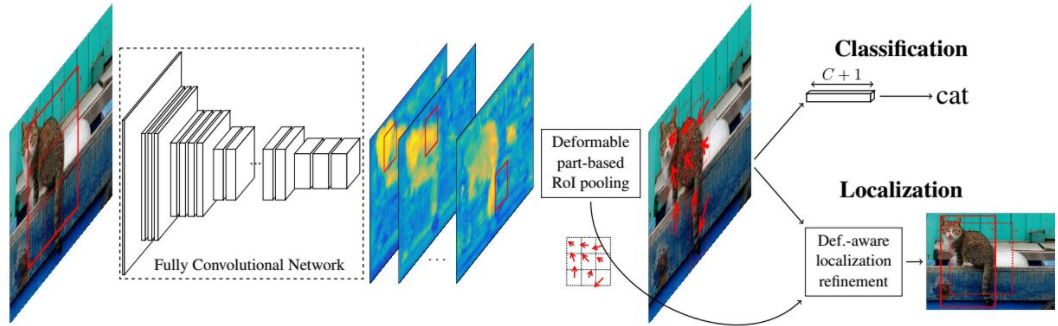 Fully Convolutional Network
...
...
Deformable
part-based
RoI pooling
Classification
C + 1
cat
Localization
Def.-aware
localization
refinement